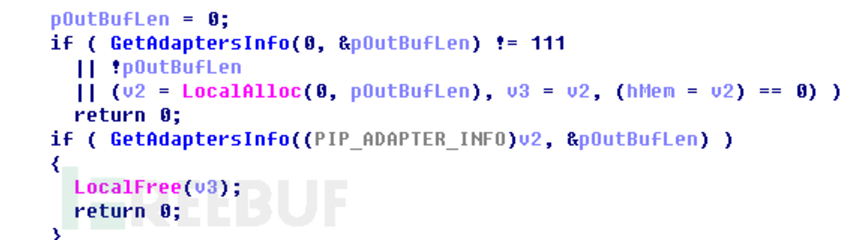 pOutBufLen = 0;
if ( GetAdaptersInfo(0, &pOutBufLen) != 111
|| !pOutBufLen
|| (v2 = LocalAlloc(0, pOutBufLen), v3 = v2, (hMem = v2) == 0) )
return 0;
if ( GetAdaptersInfo((PIP_ADAPTER_INFO)v2, &pOutBufLen) )
{
LocalFree(v3);
return 0;
}
FREEBUF